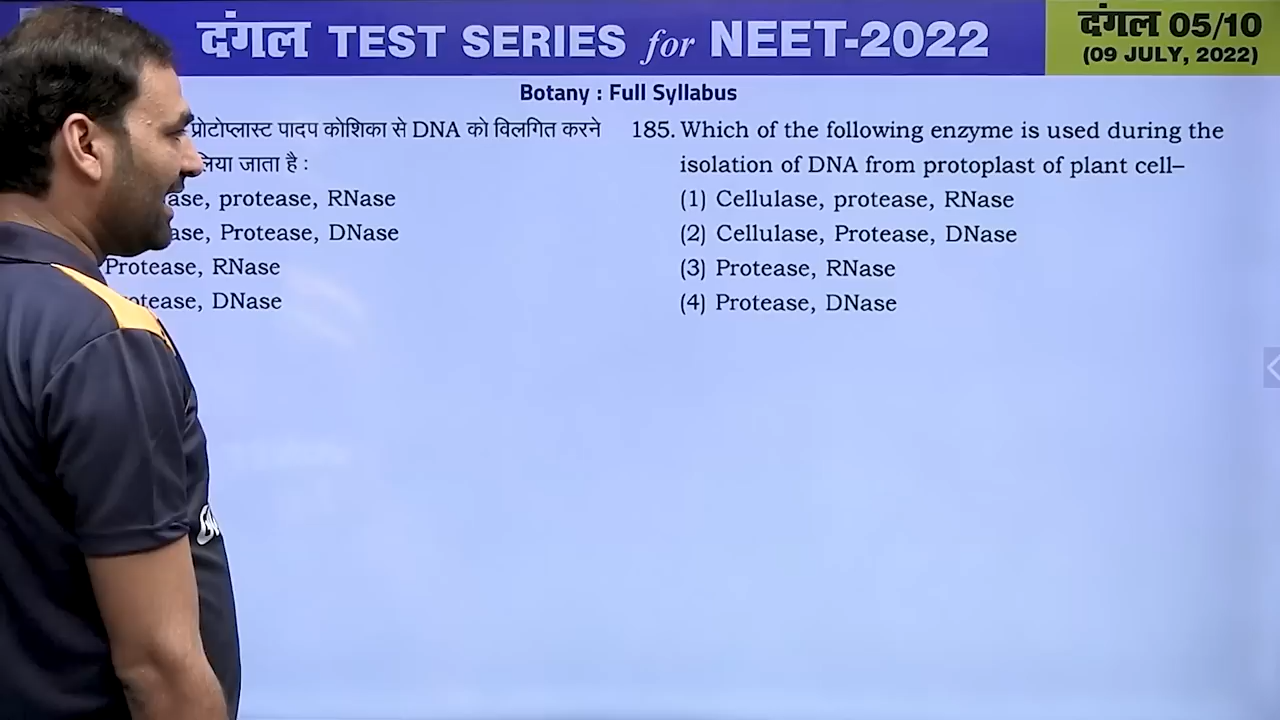 दंगल TEST SERIES for NEET-2022
दंगल 05/10
(09 JULY, 2022)
Botany : Full Syllabus
प्रोटोप्लास्ट पादप कोशिका से DNA को विलगित करने
लिया जाता है :
protease, RNase
Protease, DNase
Protease, RNase
DNase
185. Which of the following enzyme is used during the
isolation of DNA from protoplast of plant cell–
(1) Cellulase, protease, RNase
(2) Cellulase, Protease, DNase
(3) Protease, RNase
(4) Protease, DNase